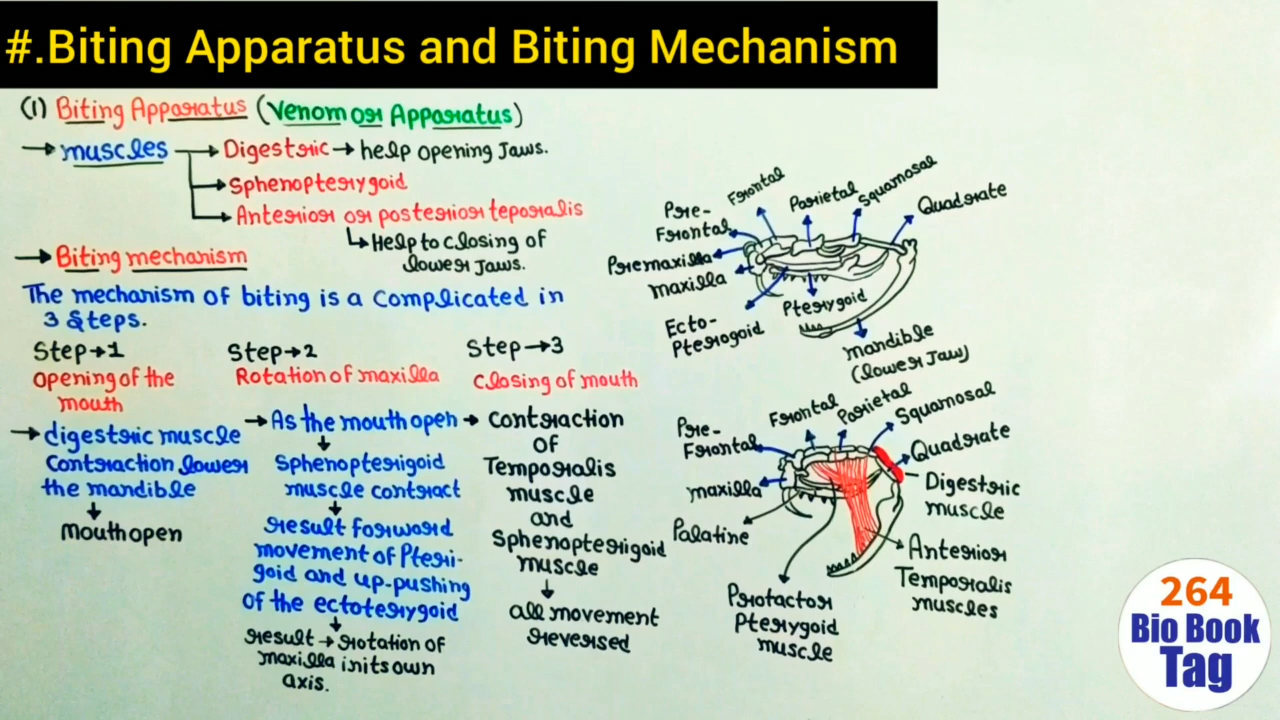 #.Biting Apparatus and Biting Mechanism
(1) Biting Apparatus (Venom or Apparatus)
→ muscles → Digestric → help opening Jaws.
→ Sphenopterygoid
→ Anterior or posterior teporalis
↳ Help to closing of
lower Jaws.
→ Biting mechanism
The mechanism of biting is a complicated in
3 Steps.
Step→1
opening of the
mouth
→ digestric muscle
contraction lower
the mandible
↓
mouth open
Step→2
Rotation of maxilla
→ As the mouth open
↓
Sphenopteriigoid
muscle contract
↓
result forward
movement of Pteri-
goid and up-pushing
of the ectoterygoid
↓
result → rotation of
maxilla in its own
axis.
Step→3
closing of mouth
→ contraction
of
Temporalis
muscle
and
Sphenopterigoid
muscle
↓
all movement
reversed
Pre-
Frontal
Frontal
Parietal
Squamosal
Quadrate
Premaxilla
maxilla
Ecto-
Pterogoid
Pterygoid
mandible
(lower Jaw)
Pre-
Frontal
Frontal
Parietal
Squamosal
Quadrate
Digestric
muscle
maxilla
Palatine
Anterior
Temporalis
muscles
Protactor
Pterygoid
muscle
264
Bio Book
Tag